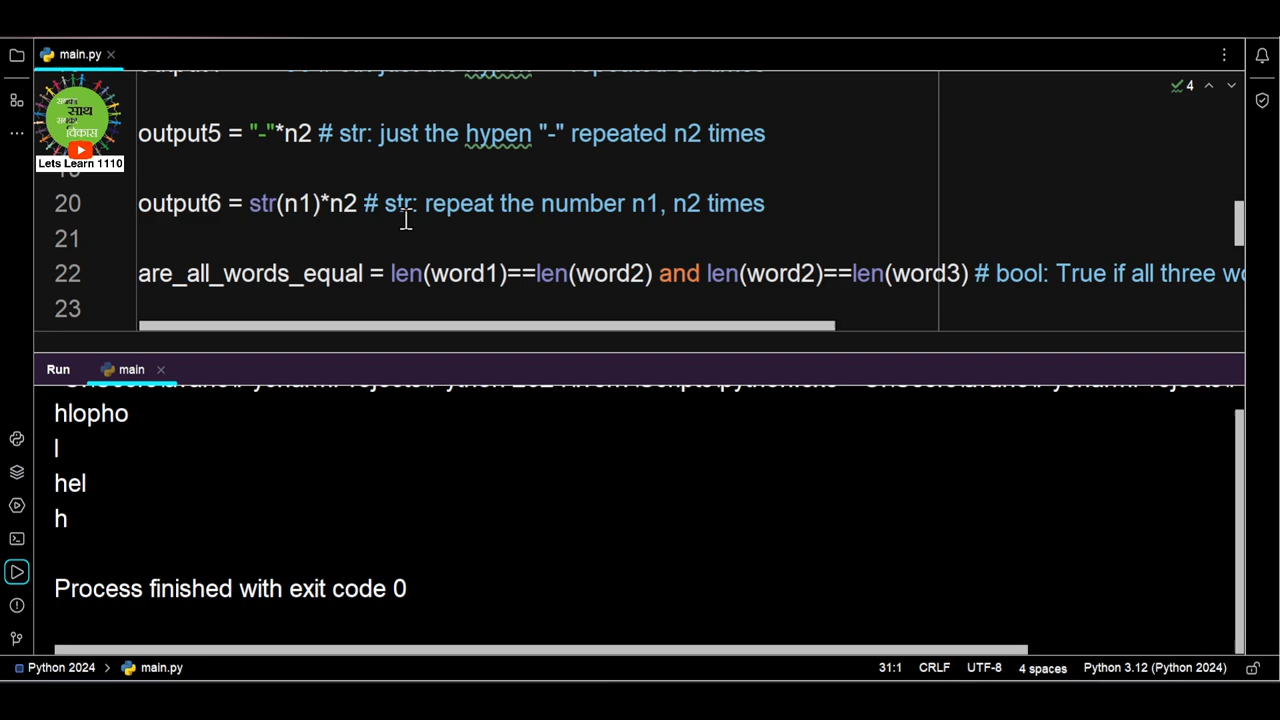 main.py
सबका
साथ
सबका
विकास
Lets Learn 1110
4
output5 = "-"*n2 # str: just the hypen "-" repeated n2 times
20 output6 = str(n1)*n2 # str: repeat the number n1, n2 times
21
22 are_all_words_equal = len(word1)==len(word2) and len(word2)==len(word3) # bool: True if all three
23
Run main
hlopho
l
hel
h
Process finished with exit code 0
Python 2024 > main.py 31:1 CRLF UTF-8 4 spaces Python 3.12 (Python 2024)